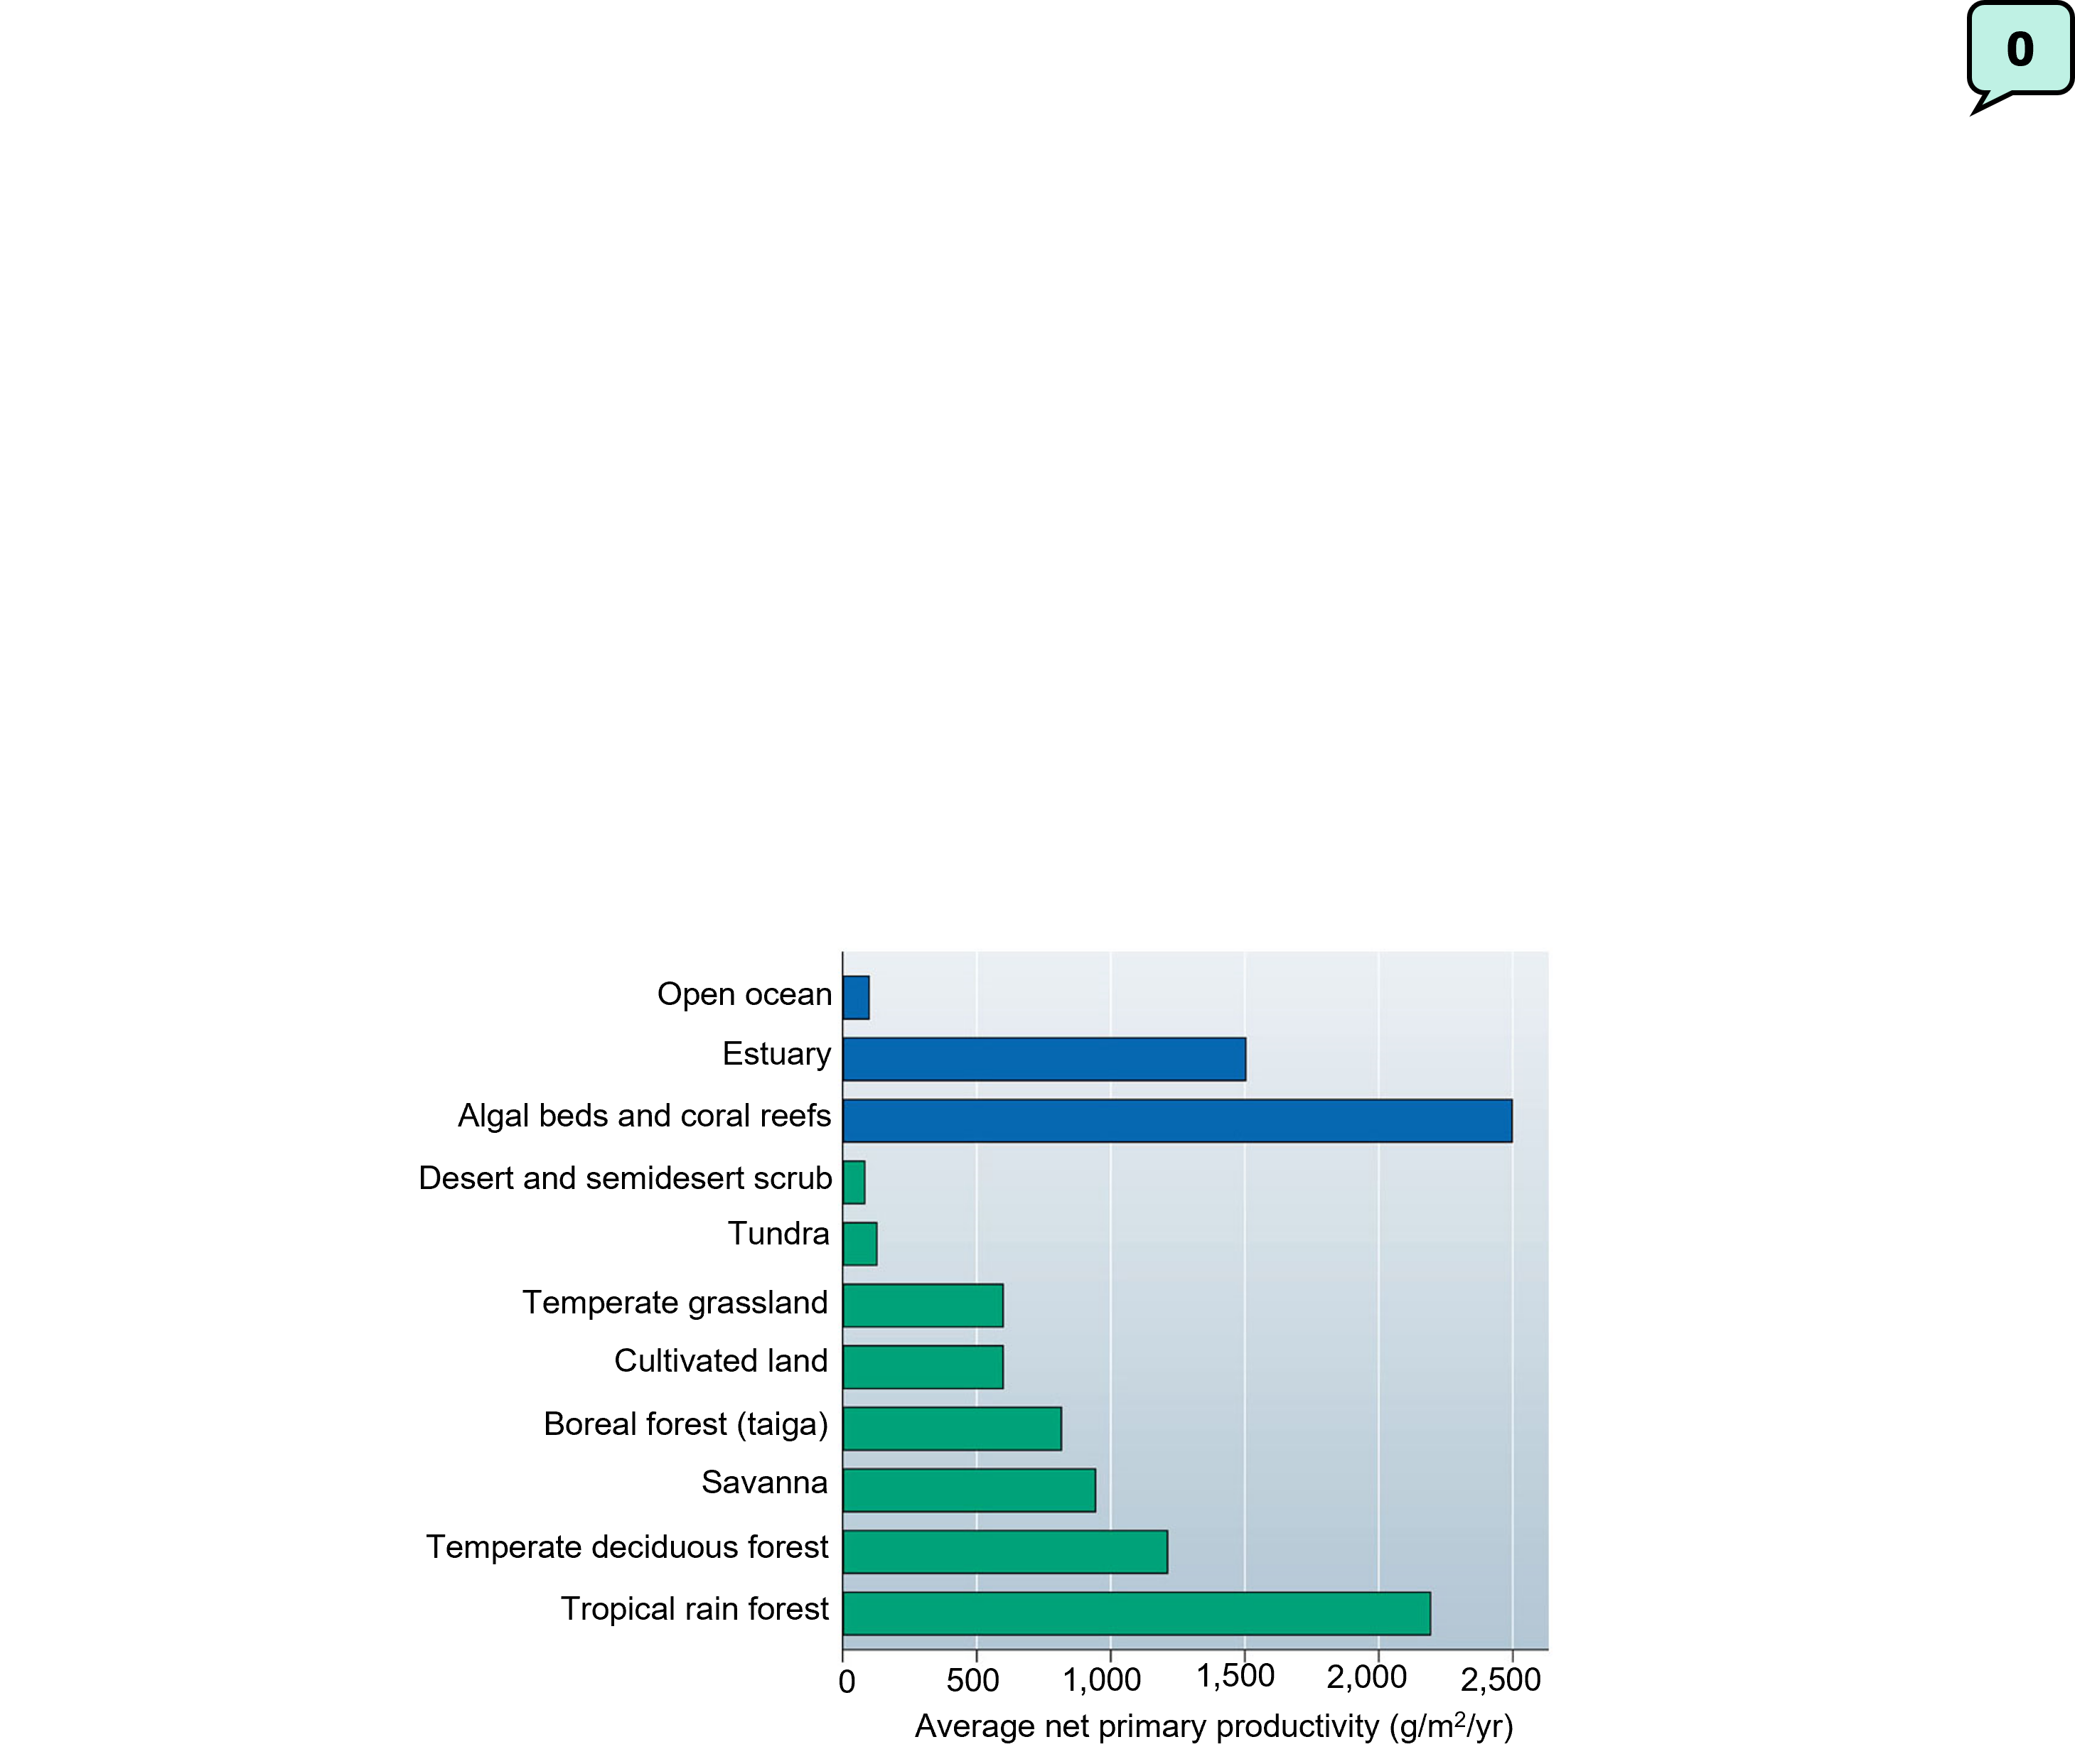 0
Open ocean
Estuary
Algal beds and coral reefs
Desert and semidesert scrub
Tundra
Temperate grassland
Cultivated land
Boreal forest (taiga)
Savanna
Temperate deciduous forest
Tropical rain forest
0 500 1,000 1,500 2,000 2,500
Average net primary productivity (g/m²/yr)